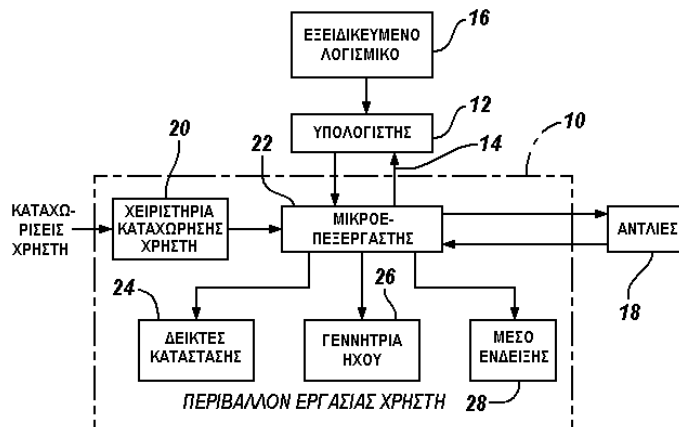 ΕΞΕΙΔΙΚΕΥΜΕΝΟ
ΛΟΓΙΣΜΙΚΟ
16
ΥΠΟΛΟΓΙΣΤΗΣ
12
14
10
20
22
ΚΑΤΑΧΩ-
ΡΙΣΕΙΣ
ΧΡΗΣΤΗ
ΧΕΙΡΙΣΤΗΡΙΑ
ΚΑΤΑΧΩΡΗΣΗΣ
ΧΡΗΣΤΗ
ΜΙΚΡΟΕ-
ΠΕΞΕΡΓΑΣΤΗΣ
ΑΝΤΛΙΕΣ
18
24
26
ΔΕΙΚΤΕΣ
ΚΑΤΑΣΤΑΣΗΣ
ΓΕΝΝΗΤΡΙΑ
ΗΧΟΥ
ΜΕΣΟ
ΕΝΔΕΙΞΗΣ
28
ΠΕΡΙΒΑΛΛΟΝ ΕΡΓΑΣΙΑΣ ΧΡΗΣΤΗ